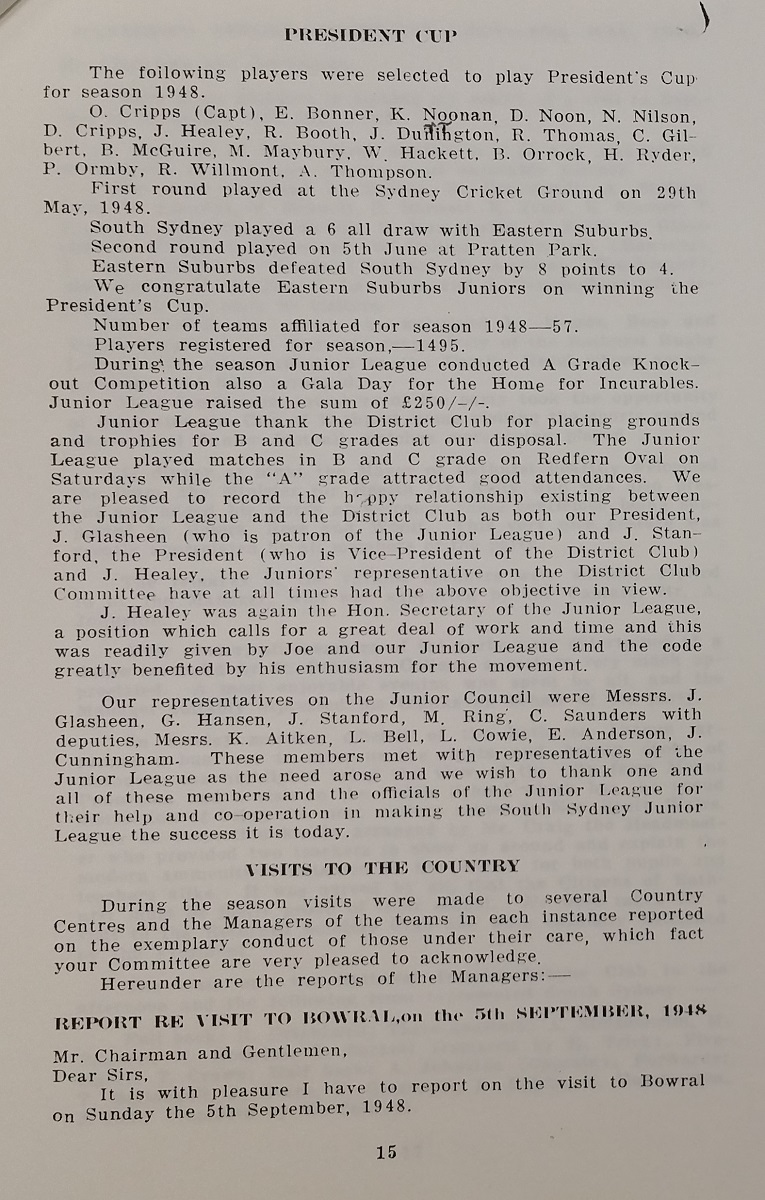 PRESIDENT CUP
The following players were selected to play President's Cup
for season 1948.
O. Cripps (Capt), E. Bonner, K. Noonan, D. Noon, N. Nilson,
D. Cripps, J. Healey, R. Booth, J. R. Thomas, C. Gil-
bert, B. McGuire, M. Maybury, W. Hackett, B. Orrock, H. Ryder,
P. Ormby, R. Willmont, A. Thompson.
First round played at the Sydney Cricket Ground on 29th
May, 1948.
South Sydney played a 6 all draw with Eastern Suburbs.
Second round played on 5th June at Pratten Park.
Eastern Suburbs defeated South Sydney by 8 points to 4.
We congratulate Eastern Suburbs Juniors on winning the
President's Cup.
Number of teams affiliated for season 1948—57.
Players registered for season,—1495.
During the season Junior League conducted A Grade Knock-
out Competition also a Gala Day for the Home for Incurables.
Junior League raised the sum of £250/-/-.
Junior League thank the District Club for placing grounds
and trophies for B and C grades at our disposal. The Junior
League played matches in B and C grade on Redfern Oval on
Saturdays while the "A" grade attracted good attendances. We
are pleased to record the happy relationship existing between
the Junior League and the District Club as both our President,
J. Glasheen (who is patron of the Junior League) and J. Stan-
ford, the President (who is Vice-President of the District Club)
and J. Healey, the Juniors' representative on the District Club
Committee have at all times had the above objective in view.
J. Healey was again the Hon. Secretary of the Junior League,
a position which calls for a great deal of work and time and this
was readily given by Joe and our Junior League and the code
greatly benefited by his enthusiasm for the movement.
Our representatives on the Junior Council were Messrs. J.
Glasheen, G. Hansen, J. Stanford, M. Ring, C. Saunders with
deputies, Mesrs. K. Aitken, L. Bell, L. Cowie, E. Anderson, J.
Cunningham. These members met with representatives of the
Junior League as the need arose and we wish to thank one and
all of these members and the officials of the Junior League for
their help and co-operation in making the South Sydney Junior
League the success it is today.
VISITS TO THE COUNTRY
During the season visits were made to several Country
Centres and the Managers of the teams in each instance reported
on the exemplary conduct of those under their care, which fact
your Committee are very pleased to acknowledge.
Hereunder are the reports of the Managers:—
REPORT RE VISIT TO BOWRAL,on the 5th SEPTEMBER, 1948
Mr. Chairman and Gentlemen,
Dear Sirs,
It is with pleasure I have to report on the visit to Bowral
on Sunday the 5th September, 1948.
15